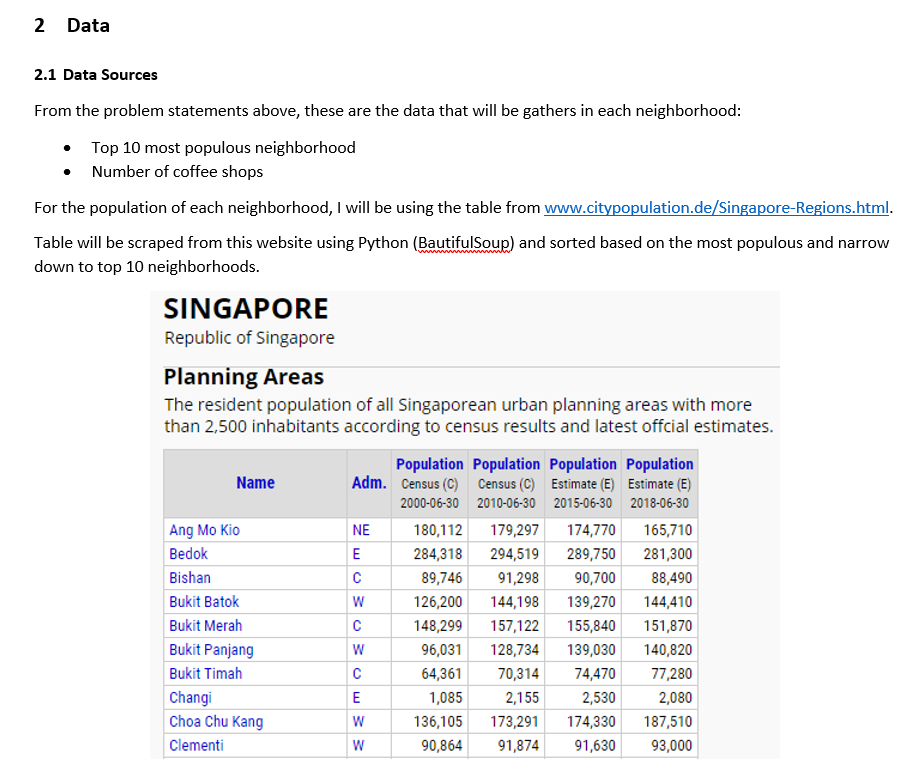 2 Data
2.1 Data Sources
From the problem statements above, these are the data that will be gathers in each neighborhood:
• Top 10 most populous neighborhood
• Number of coffee shops
For the population of each neighborhood, I will be using the table from www.citypopulation.de/Singapore-Regions.html.
Table will be scraped from this website using Python (BautifulSoup) and sorted based on the most populous and narrow
down to top 10 neighborhoods.
SINGAPORE
Republic of Singapore
Planning Areas
The resident population of all Singaporean urban planning areas with more
than 2,500 inhabitants according to census results and latest offcial estimates.
Name Adm. Population Population Population Population
Census (C) Census (C) Estimate (E) Estimate (E)
2000-06-30 2010-06-30 2015-06-30 2018-06-30
Ang Mo Kio NE 180,112 179,297 174,770 165,710
Bedok E 284,318 294,519 289,750 281,300
Bishan C 89,746 91,298 90,700 88,490
Bukit Batok W 126,200 144,198 139,270 144,410
Bukit Merah C 148,299 157,122 155,840 151,870
Bukit Panjang W 96,031 128,734 139,030 140,820
Bukit Timah C 64,361 70,314 74,470 77,280
Changi E 1,085 2,155 2,530 2,080
Choa Chu Kang W 136,105 173,291 174,330 187,510
Clementi W 90,864 91,874 91,630 93,000